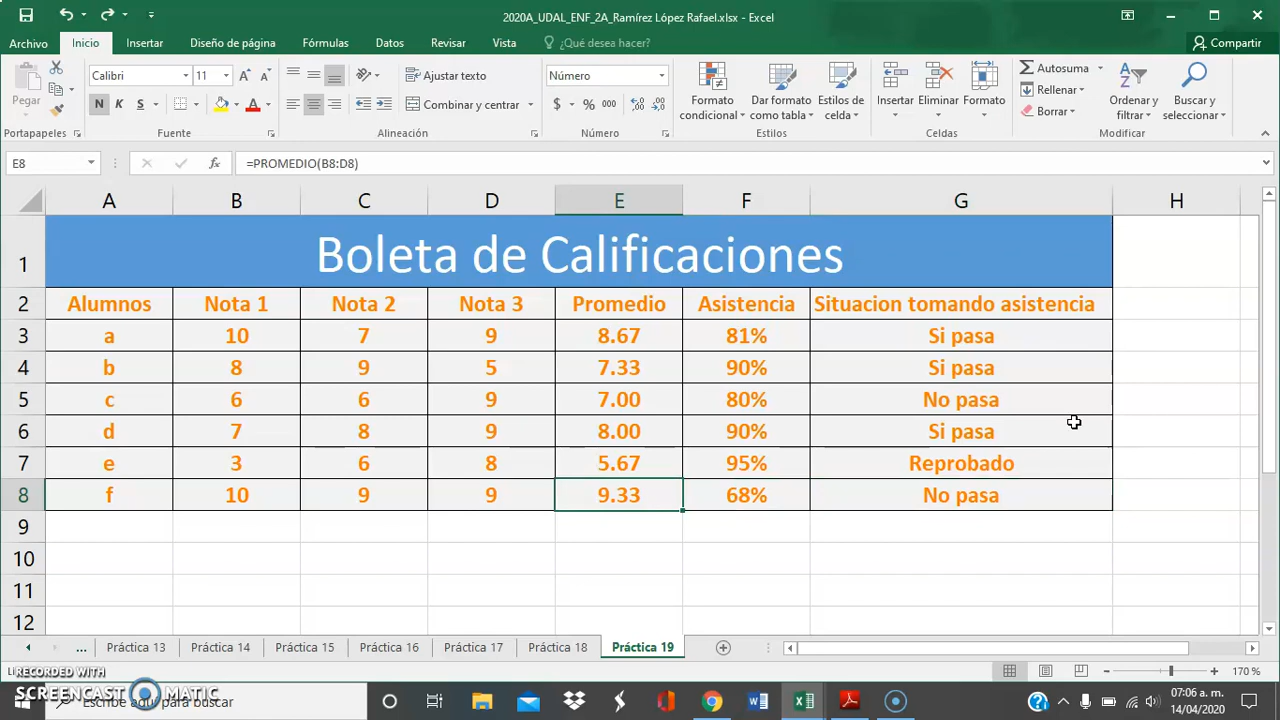 2020A_UDAL_ENF_2A_Ramírez López Rafael.xlsx - Excel
Archivo Inicio Insertar Diseño de página Fórmulas Datos Revisar Vista ¿Qué desea hacer? Compartir
Pegar
Calibri 11
N K S
Ajustar texto
Combinar y centrar
Número
$ % 000
Formato condicional
Dar formato como tabla
Estilos de celda
Insertar Eliminar Formato
Autosuma
Rellenar
Borrar
Ordenar y filtrar
Buscar y seleccionar
Portapapeles Fuente Alineación Número Estilos Celdas Modificar
E8 fx =PROMEDIO(B8:D8)
A B C D E F G H
1 Boleta de Calificaciones
2 Alumnos Nota 1 Nota 2 Nota 3 Promedio Asistencia Situacion tomando asistencia
3 a 10 7 9 8.67 81% Si pasa
4 b 8 9 5 7.33 90% Si pasa
5 c 6 6 9 7.00 80% No pasa
6 d 7 8 9 8.00 90% Si pasa
7 e 3 6 8 5.67 95% Reprobado
8 f 10 9 9 9.33 68% No pasa
9
10
11
12
... Práctica 13 Práctica 14 Práctica 15 Práctica 16 Práctica 17 Práctica 18 Práctica 19
170 %
RECORDED WITH
SCREENCAST MATIC
Escribe aquí para buscar
07:06 a. m.
14/04/2020